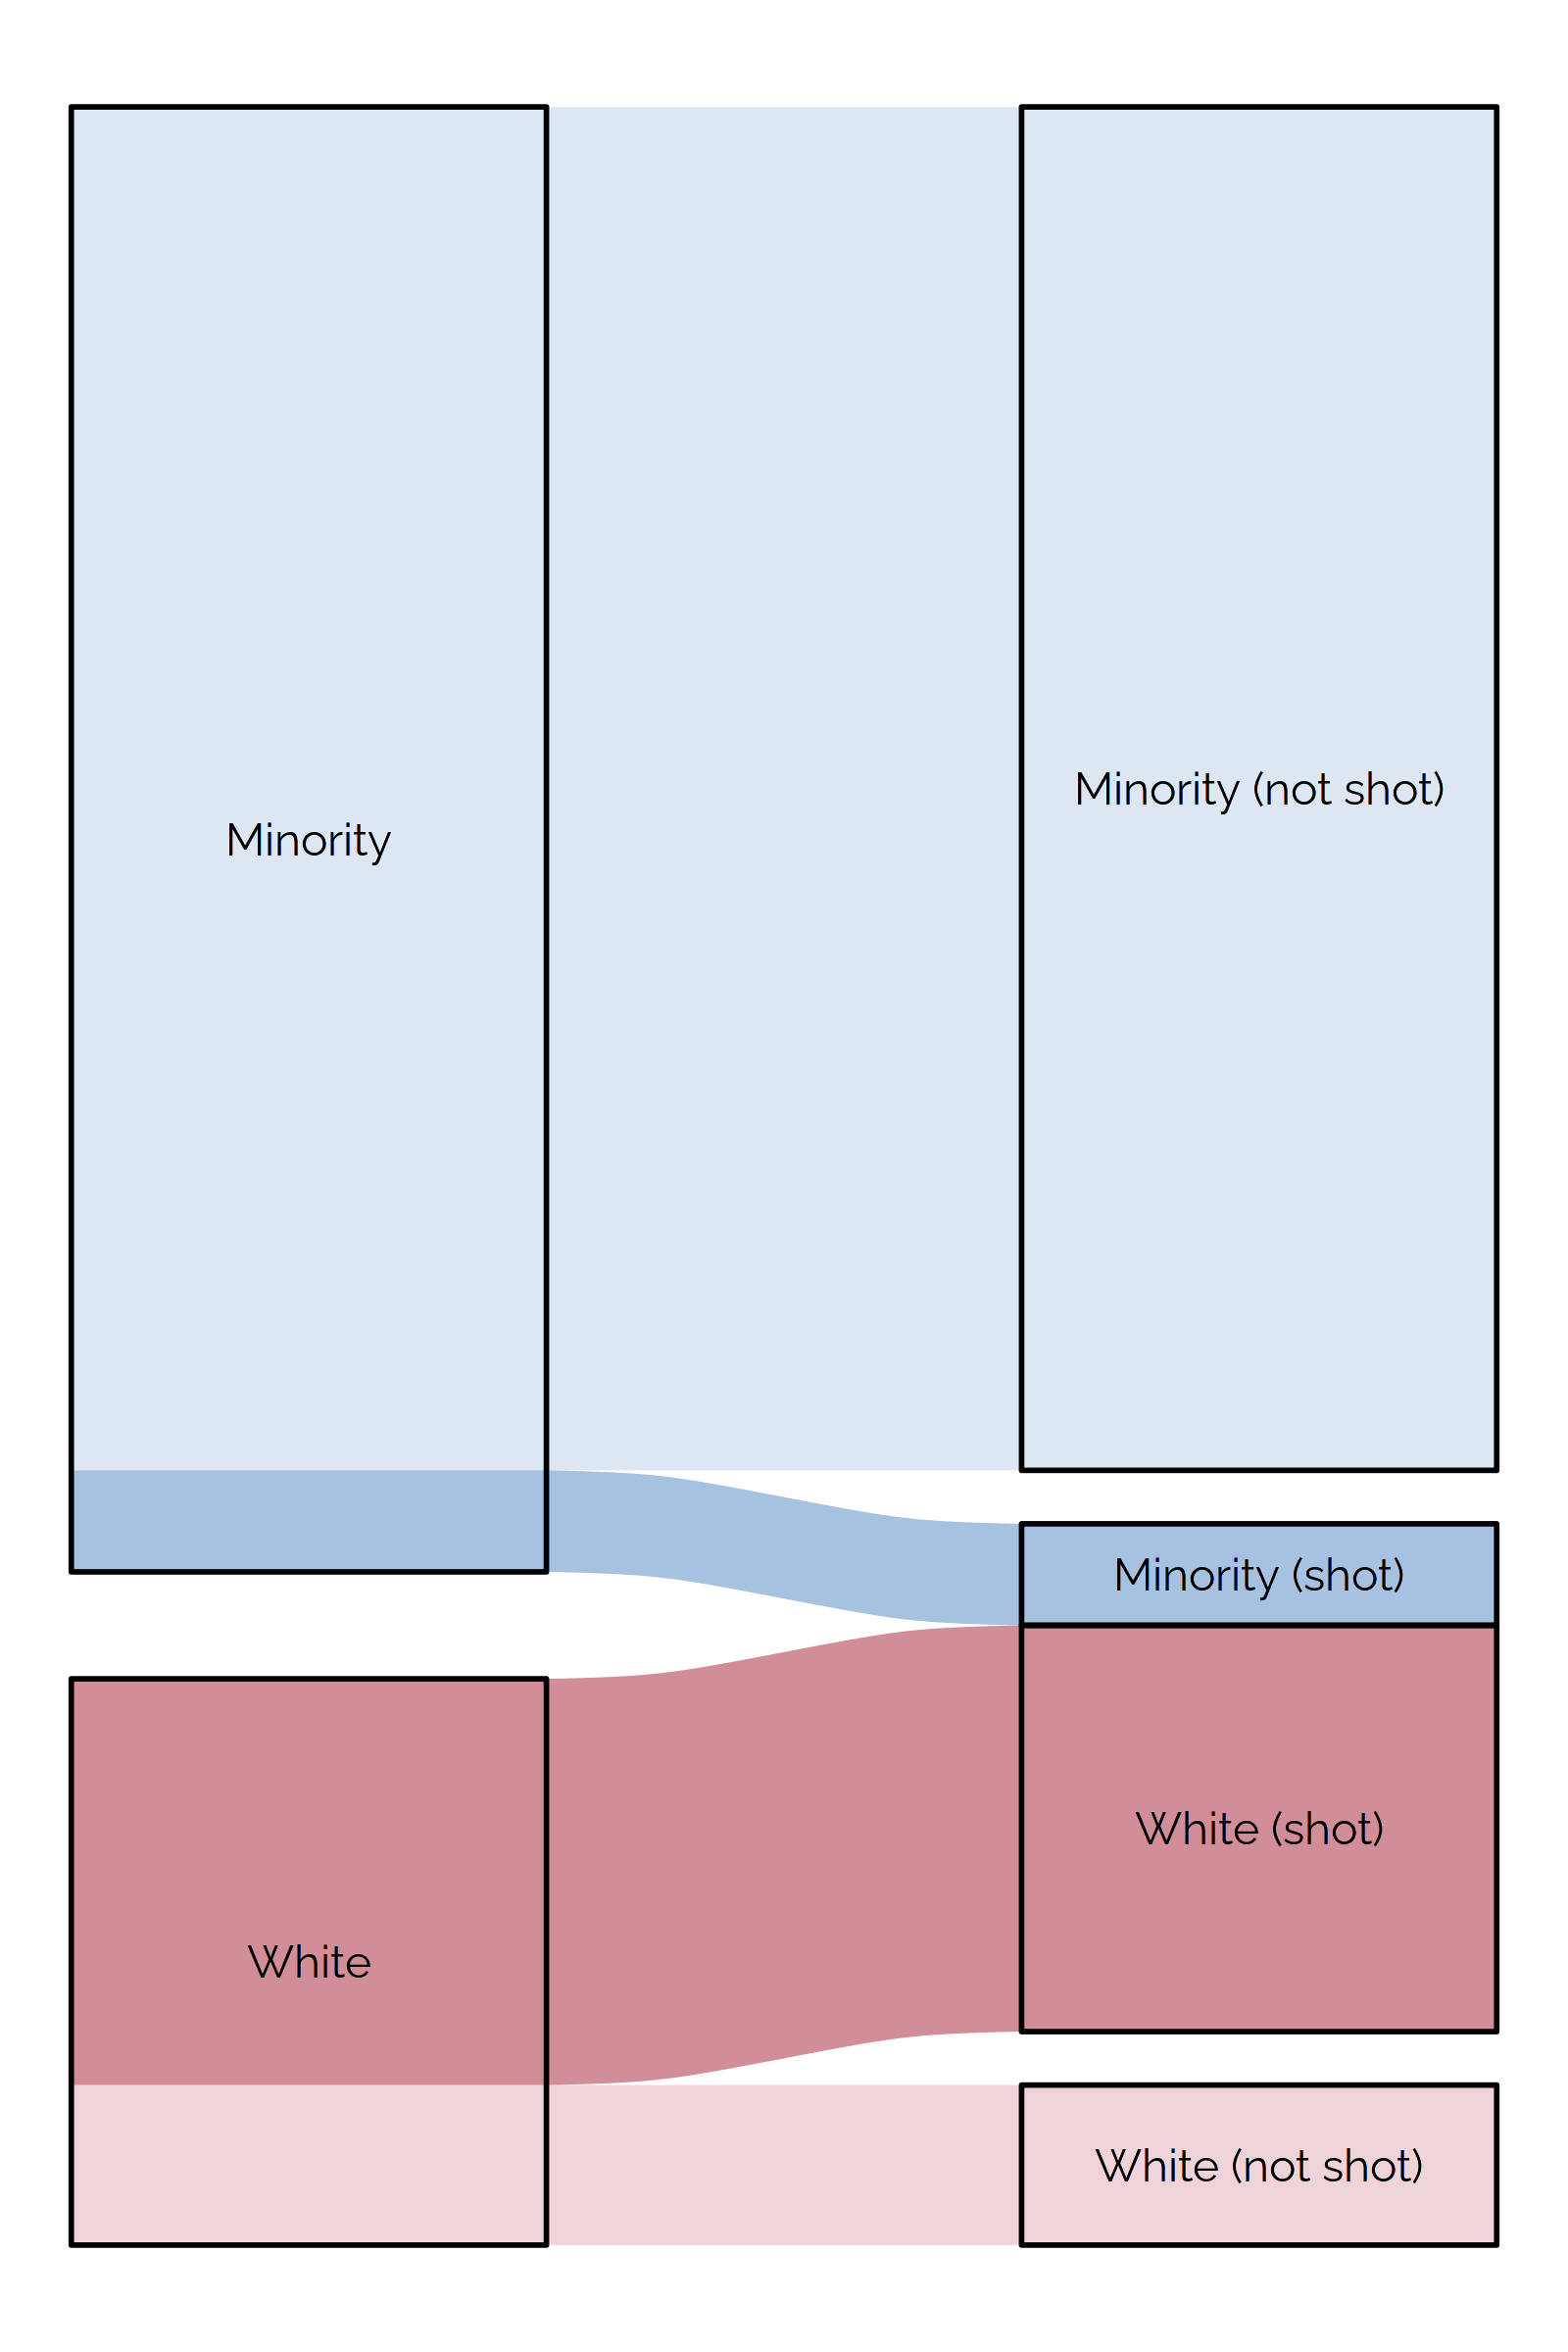 Minority
Minority (not shot)
Minority (shot)
White (shot)
White
White (not shot)